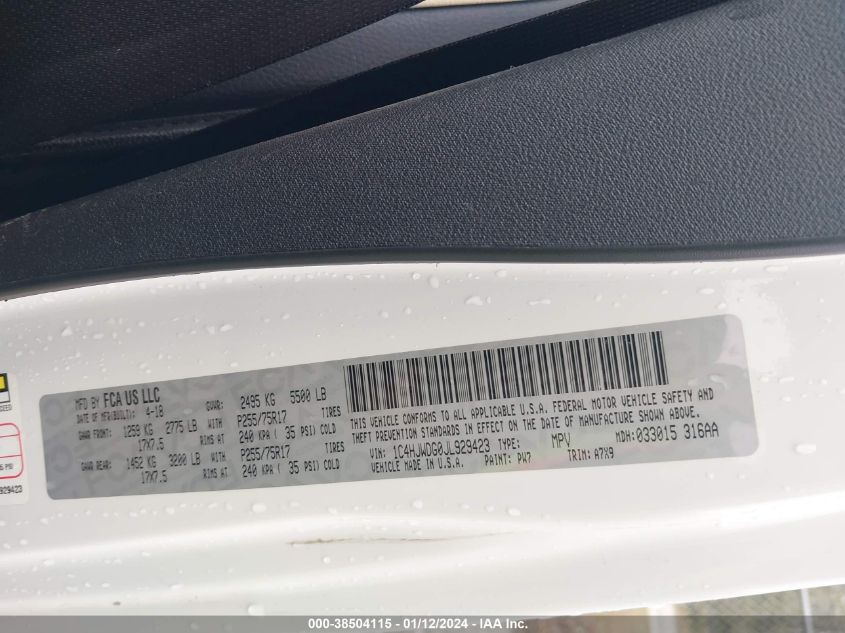 MFD BY FCA US LLC
DATE OF MFR(BUILT): 4-18 GVWR: 2495 KG 5500 LB
GAWR FRONT: 1259 KG 2775 LB WITH P255/75R17 TIRES
17X7.5 RIMS AT 240 KPA ( 35 PSI) COLD
GAWR REAR: 1452 KG 3200 LB WITH P255/75R17 TIRES
17X7.5 RIMS AT 240 KPA ( 35 PSI) COLD
THIS VEHICLE CONFORMS TO ALL APPLICABLE U.S.A. FEDERAL MOTOR VEHICLE SAFETY AND
THEFT PREVENTION STANDARDS IN EFFECT ON THE DATE OF MANUFACTURE SHOWN ABOVE.
VIN: 1C4HJWDG0JL929423 TYPE: MPV MDH:033015 316AA
VEHICLE MADE IN U.S.A. PAINT: PW7 TRIM: A7X9
PSI
929423
000-38504115 - 01/12/2024 - IAA Inc.